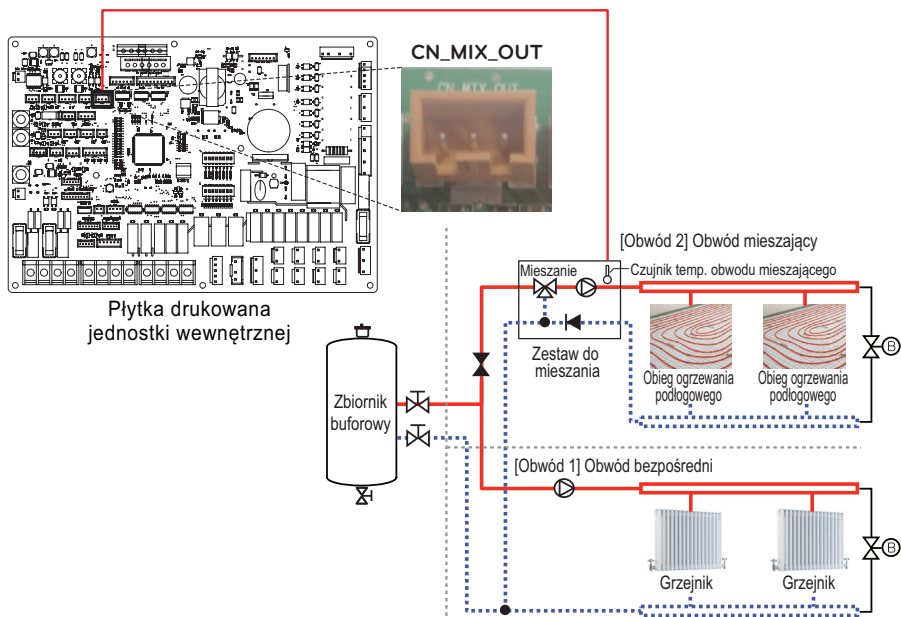 CN_MIX_OUT
CN_MIX_OUT
Płytka drukowana
jednostki wewnętrznej
[Obwód 2] Obwód mieszający
Mieszanie
Czujnik temp. obwodu mieszającego
Zestaw do
mieszania
Obieg ogrzewania
podłogowego
Obieg ogrzewania
podłogowego
B
Zbiornik
buforowy
[Obwód 1] Obwód bezpośredni
Grzejnik
Grzejnik
B